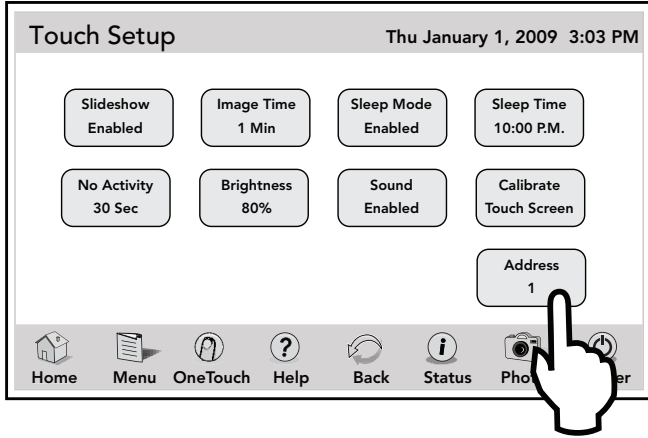 Touch Setup Thu January 1, 2009 3:03 PM
Slideshow Image Time Sleep Mode Sleep Time
Enabled 1 Min Enabled 10:00 P.M.
No Activity Brightness Sound Calibrate
30 Sec 80% Enabled Touch Screen
Address
1
i ?
Home Menu OneTouch Help Back Status